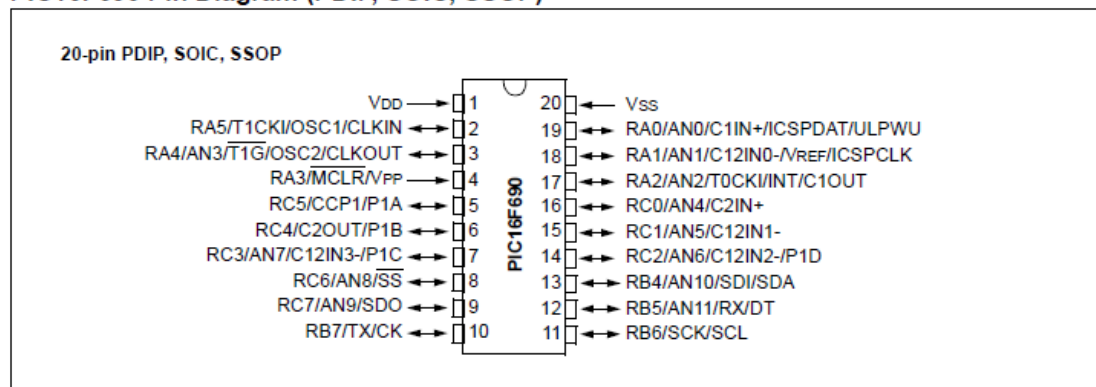 20-pin PDIP, SOIC, SSOP
VDD 1 20 VSS
RA5/T1CKI/OSC1/CLKIN 2 19 RA0/AN0/C1IN+/ICSPDAT/ULPWU
RA4/AN3/T1G/OSC2/CLKOUT 3 18 RA1/AN1/C12IN0-/VREF/ICSPCLK
RA3/MCLR/VPP 4 17 RA2/AN2/T0CKI/INT/C1OUT
RC5/CCP1/P1A 5 16 RC0/AN4/C2IN+
RC4/C2OUT/P1B 6 15 RC1/AN5/C12IN1-
RC3/AN7/C12IN3-/P1C 7 14 RC2/AN6/C12IN2-/P1D
RC6/AN8/SS 8 13 RB4/AN10/SDI/SDA
RC7/AN9/SDO 9 12 RB5/AN11/RX/DT
RB7/TX/CK 10 11 RB6/SCK/SCL
PIC16F690